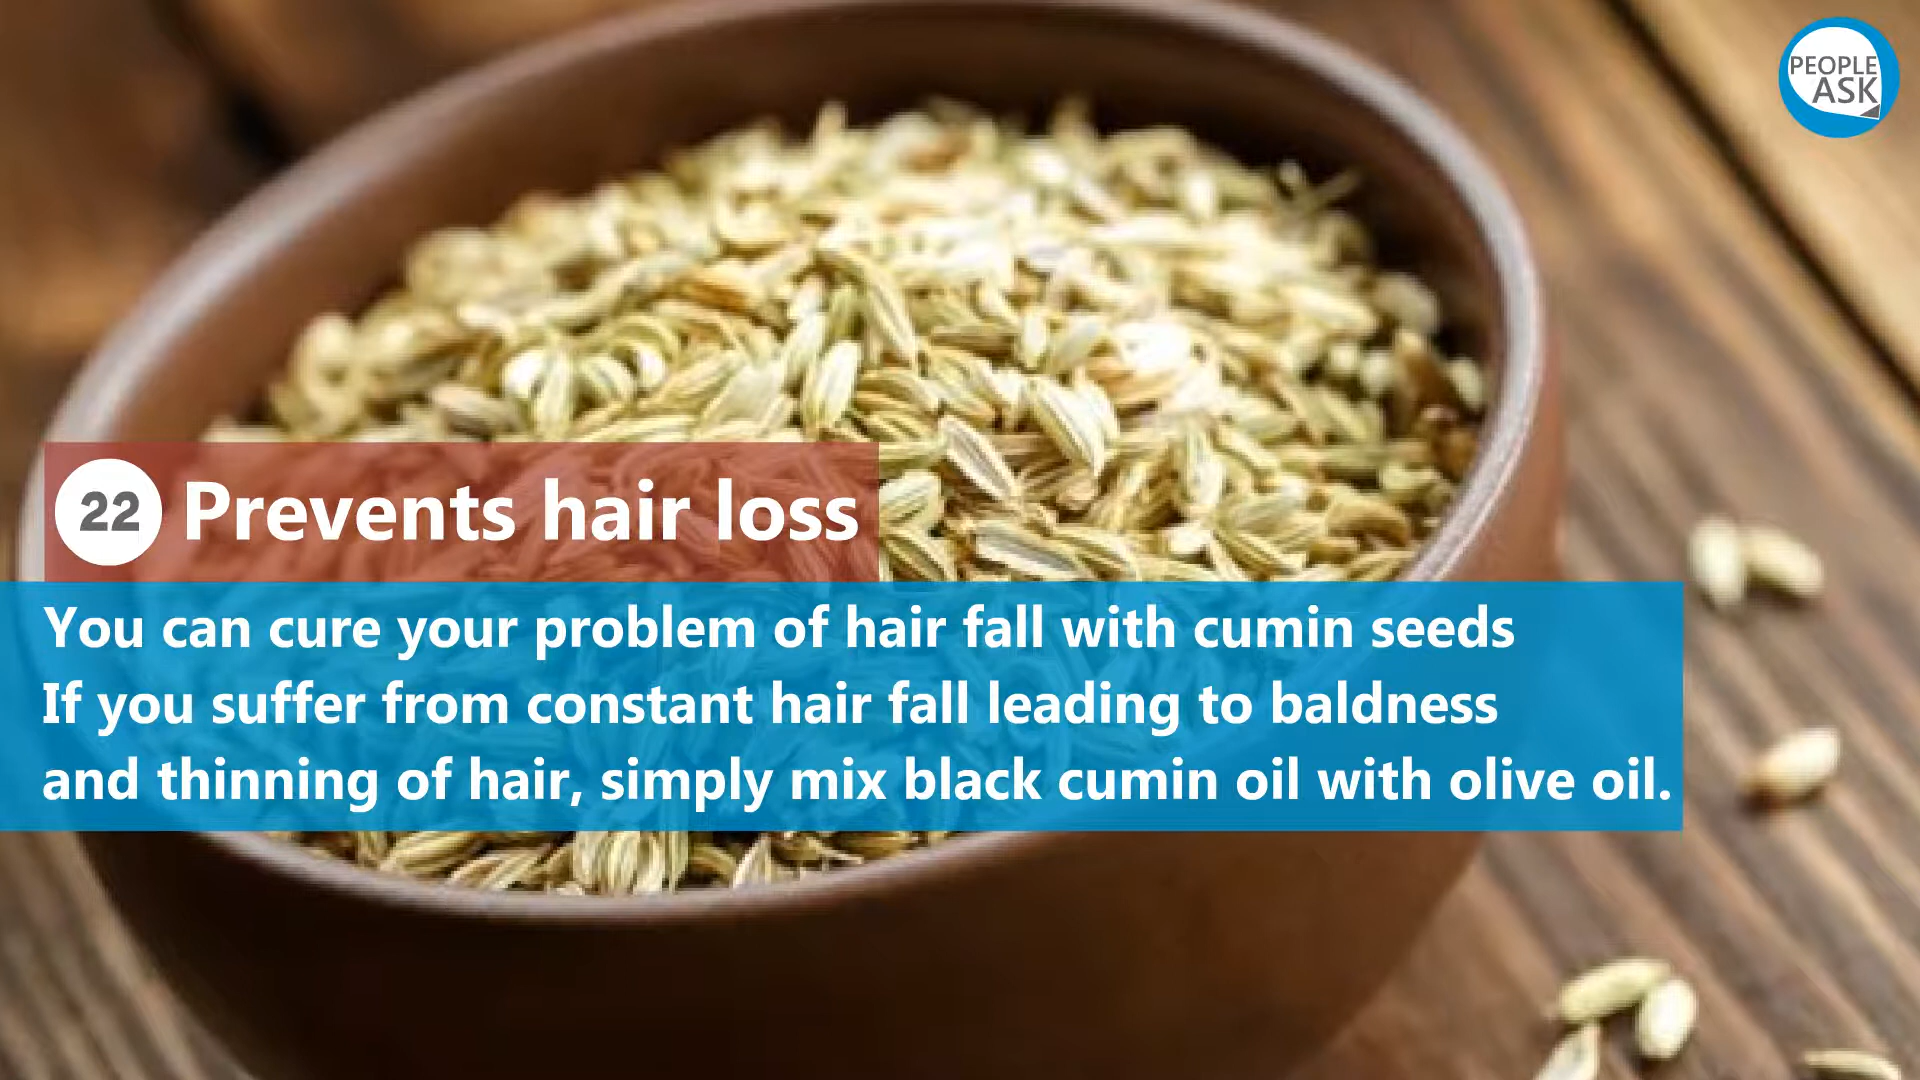 PEOPLE
ASK
22 Prevents hair loss
You can cure your problem of hair fall with cumin seeds
If you suffer from constant hair fall leading to baldness
and thinning of hair, simply mix black cumin oil with olive oil.